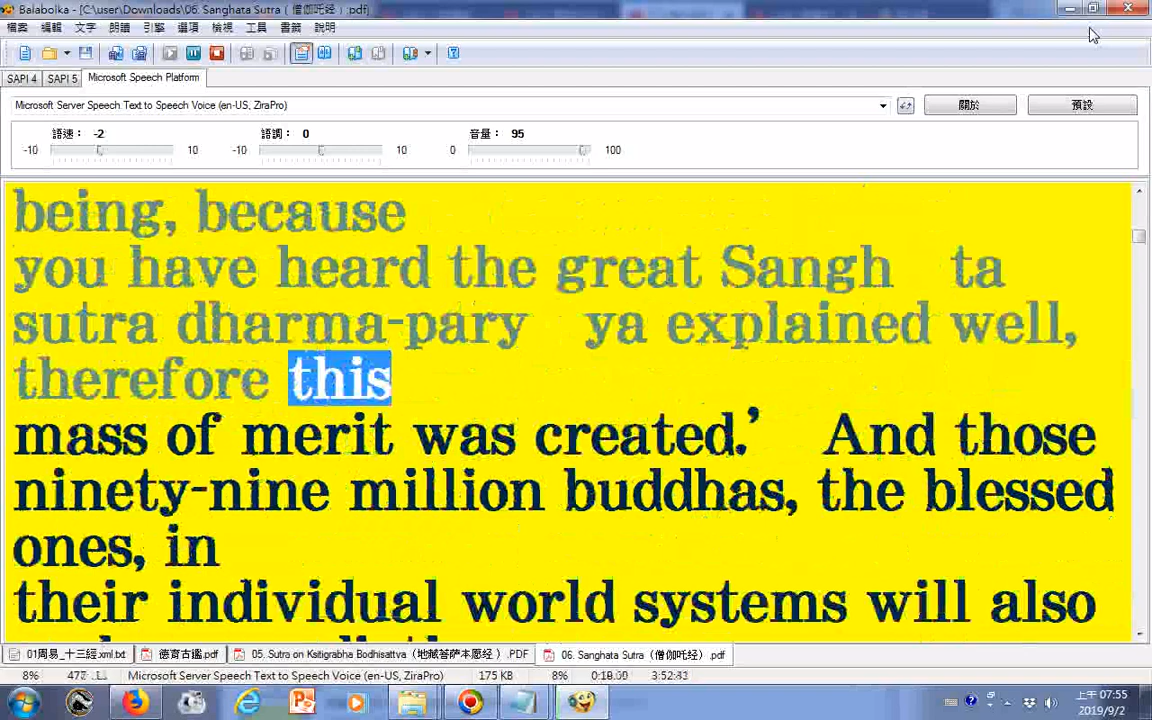 Balabolka - [C:\user\Downloads\06. Sanghata Sutra（僧伽吒经）.pdf]
檔案 編輯 文字 朗讀 引擎 選項 檢視 工具 書籤 說明
SAPI 4 SAPI 5 Microsoft Speech Platform
Microsoft Server Speech Text to Speech Voice (en-US, ZiraPro) 關於 預設
語速： -2 語調： 0 音量： 95
-10 10 -10 10 0 100
being, because
you have heard the great Sangh ta
sutra dharma-pary ya explained well,
therefore this
mass of merit was created.’ And those
ninety-nine million buddhas, the blessed
ones, in
their individual world systems will also
01周易_十三經.xml.txt 德育古鑑.pdf 05. Sutra on Ksitigrabha Bodhisattva（地藏菩萨本愿经）.PDF 06. Sanghata Sutra（僧伽吒经）.pdf
8% Microsoft Server Speech Text to Speech Voice (en-US, ZiraPro) 175 KB 8%
上午 07:55
2019/9/2